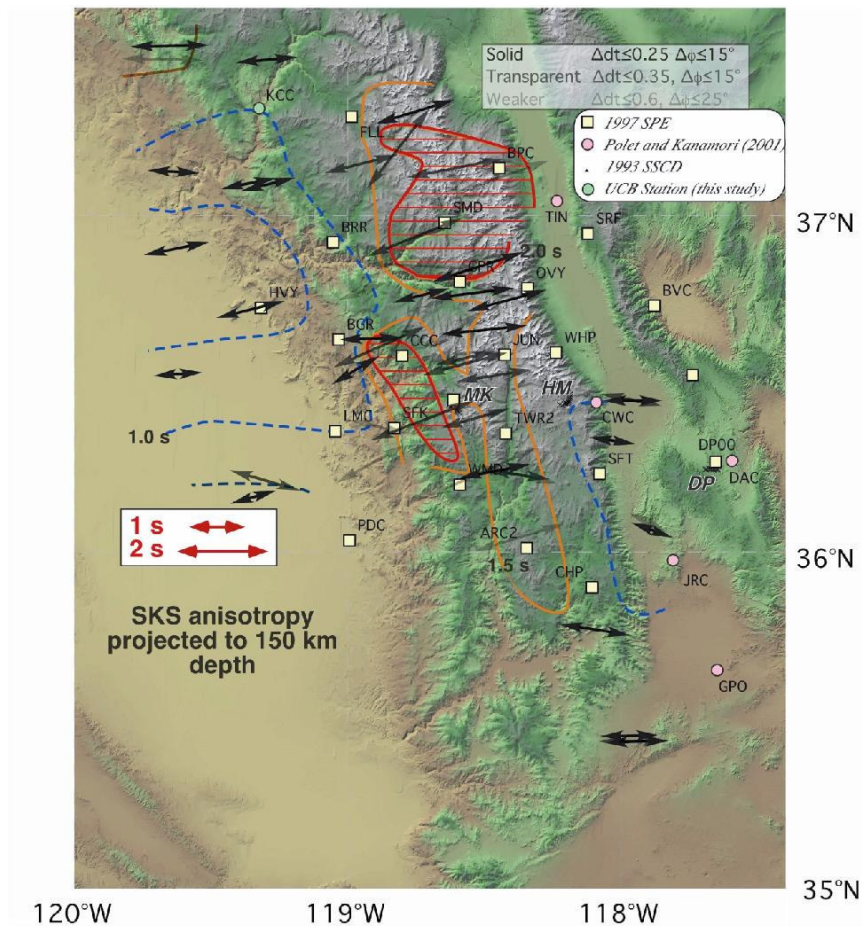 Solid Δdt≤0.25 Δϕ≤15°
Transparent Δdt≤0.35, Δϕ≤15°
Weaker Δdt≤0.6, Δϕ≤25°
1997 SPE
Polet and Kanamori (2001)
1993 SSCD
UCB Station (this study)
KCC
FLL
BPC
TIN
SRF
37°N
SMD
BRR
2.0 s
CPR
OVY
BVC
HVY
BCR
CCC
JUN
WHP
MK
HM
CWC
LMC
SFK
TWR2
1.0 s
SFT
DP00
DP
DAC
WMD
1 s
2 s
PDC
ARC2
1.5 s
36°N
CHP
JRC
SKS anisotropy
projected to 150 km
depth
GPO
35°N
120°W
119°W
118°W